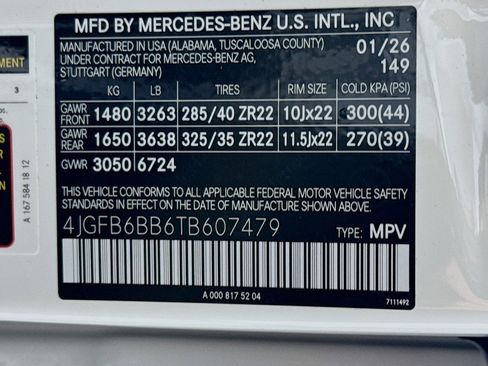 MFD BY MERCEDES-BENZ U.S. INTL., INC
MANUFACTURED IN USA (ALABAMA, TUSCALOOSA COUNTY)
UNDER CONTRACT FOR MERCEDES-BENZ AG,
STUTTGART (GERMANY)
01/26
149
KG LB TIRES RIM SIZE COLD KPA (PSI)
GAWR FRONT 1480 3263 285/40 ZR22 10Jx22 300(44)
GAWR REAR 1650 3638 325/35 ZR22 11.5Jx22 270(39)
GVWR 3050 6724
THIS VEHICLE CONFORMS TO ALL APPLICABLE FEDERAL MOTOR VEHICLE SAFETY
STANDARDS IN EFFECT ON THE DATE OF MANUFACTURE SHOWN ABOVE.
4JGFB6BB6TB607479 TYPE: MPV
A 000 817 52 04
7111492
A 167 584 18 12
3